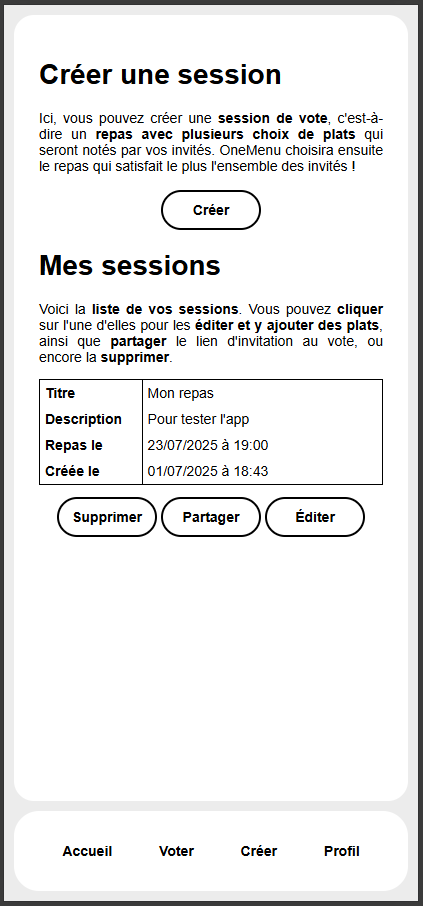 Créer une session
Ici, vous pouvez créer une session de vote, c'est-à-
dire un repas avec plusieurs choix de plats qui
seront notés par vos invités. OneMenu choisira ensuite
le repas qui satisfait le plus l'ensemble des invités !
Créer
Mes sessions
Voici la liste de vos sessions. Vous pouvez cliquer
sur l'une d'elles pour les éditer et y ajouter des plats,
ainsi que partager le lien d'invitation au vote, ou
encore la supprimer.
Titre Mon repas
Description Pour tester l'app
Repas le 23/07/2025 à 19:00
Créée le 01/07/2025 à 18:43
Supprimer Partager Éditer
Accueil Voter Créer Profil